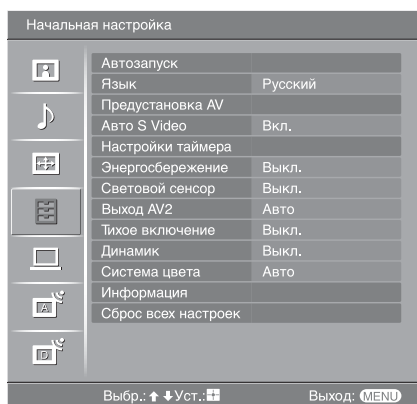 Начальная настройка
Автозапуск
Язык Русский
Предустановка AV
Авто S Video Вкл.
Настройки таймера
Энергосбережение Выкл.
Световой сенсор Выкл.
Выход AV2 Авто
Тихое включение Выкл.
Динамик Выкл.
Система цвета Авто
Информация
Сброс всех настроек
A
D
Выбр.: Уст.: Выход: MENU